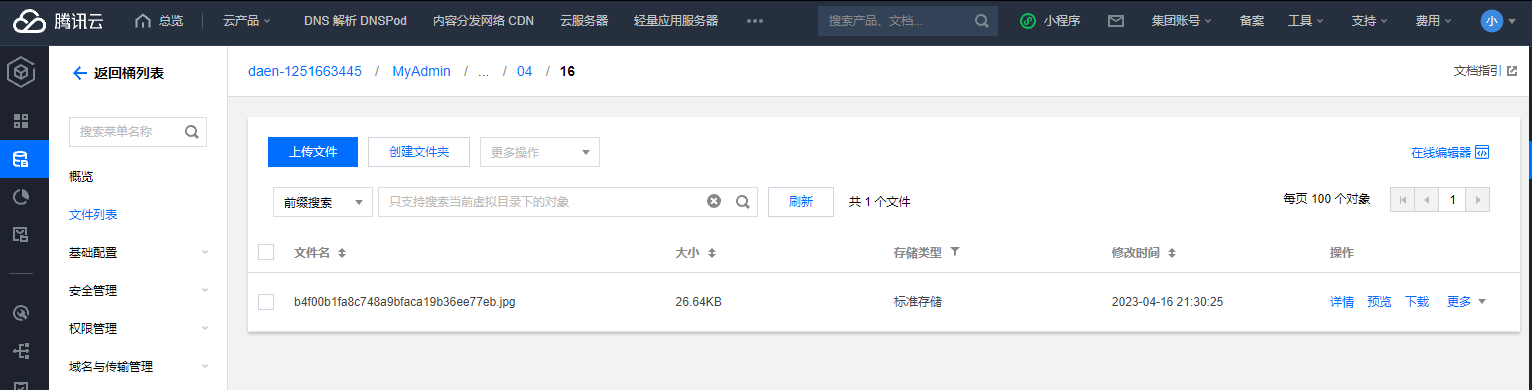 腾讯云 总览 云产品 DNS 解析 DNSPod 内容分发网络 CDN 云服务器 轻量应用服务器 ••• 搜索产品、文档... 小程序 集团账号 备案 工具 支持 费用 小
返回桶列表
daen-1251663445 / MyAdmin / ... / 04 / 16
文档指引
搜索菜单名称
概览
文件列表
基础配置
安全管理
权限管理
域名与传输管理
上传文件 创建文件夹 更多操作 在线编辑器
前缀搜索 只支持搜索当前虚拟目录下的对象 刷新 共 1 个文件 每页 100 个对象 1
文件名 大小 存储类型 修改时间 操作
b4f00b1fa8c748a9bfaca19b36ee77eb.jpg 26.64KB 标准存储 2023-04-16 21:30:25 详情 预览 下载 更多